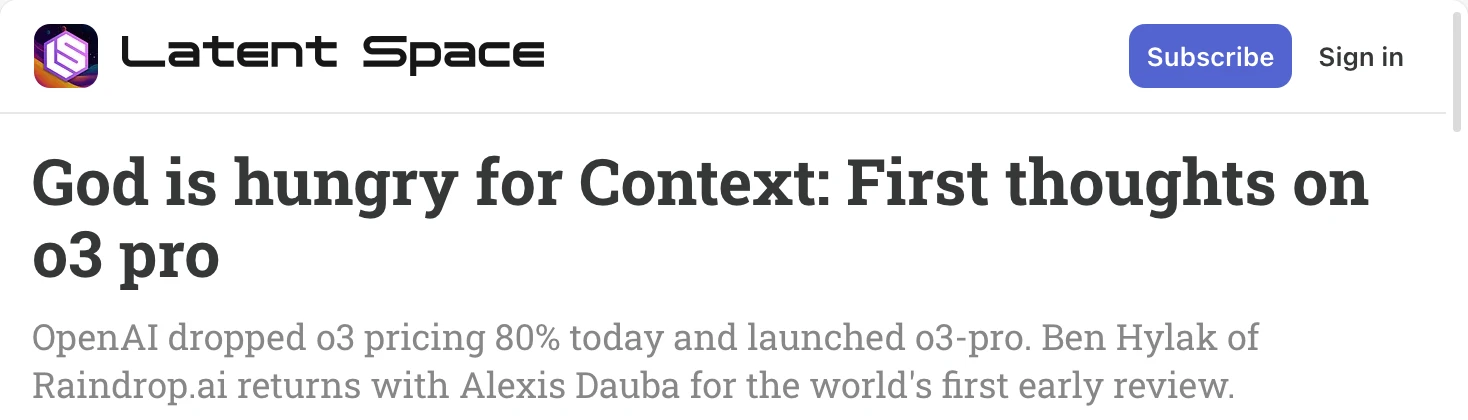 Latent Space
Subscribe
Sign in
God is hungry for Context: First thoughts on
o3 pro
OpenAI dropped o3 pricing 80% today and launched o3-pro. Ben Hylak of
Raindrop.ai returns with Alexis Dauba for the world's first early review.